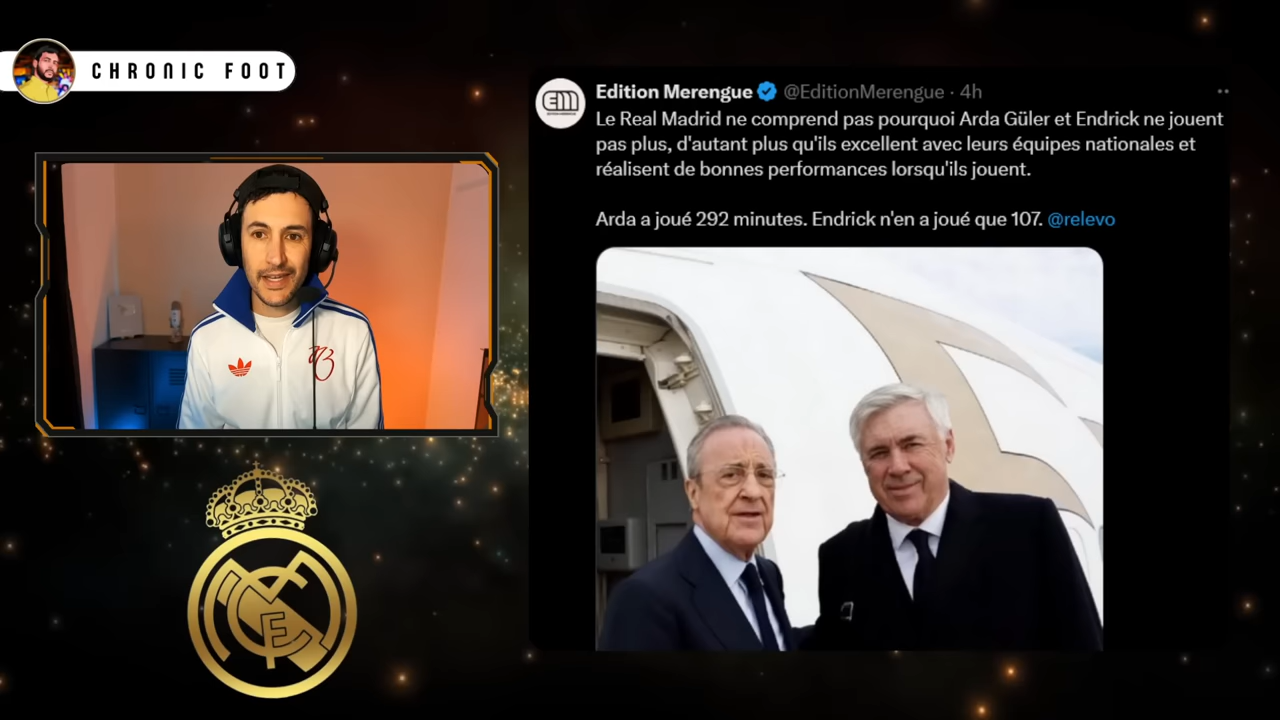 CHRONIC FOOT
Edition Merengue @EditionMerengue · 4h
Le Real Madrid ne comprend pas pourquoi Arda Güler et Endrick ne jouent
pas plus, d'autant plus qu'ils excellent avec leurs équipes nationales et
réalisent de bonnes performances lorsqu'ils jouent.
Arda a joué 292 minutes. Endrick n'en a joué que 107. @relevo